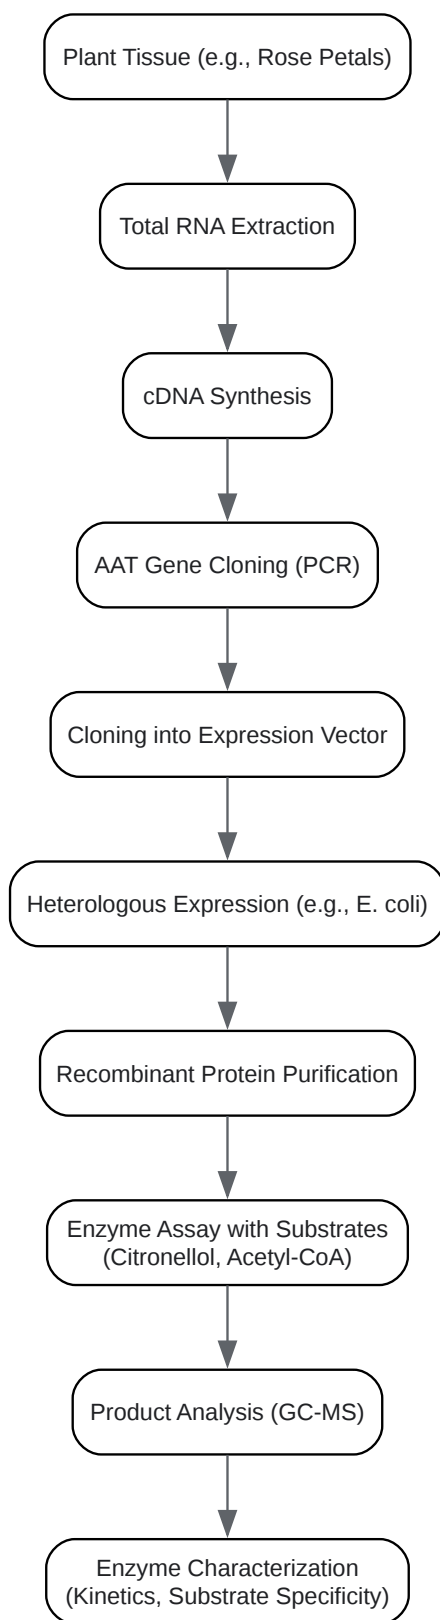 Plant Tissue (e.g., Rose Petals)
Total RNA Extraction
cDNA Synthesis
AAT Gene Cloning (PCR)
Cloning into Expression Vector
Heterologous Expression (e.g., E. coli)
Recombinant Protein Purification
Enzyme Assay with Substrates
(Citronellol, Acetyl-CoA)
Product Analysis (GC-MS)
Enzyme Characterization
(Kinetics, Substrate Specificity)